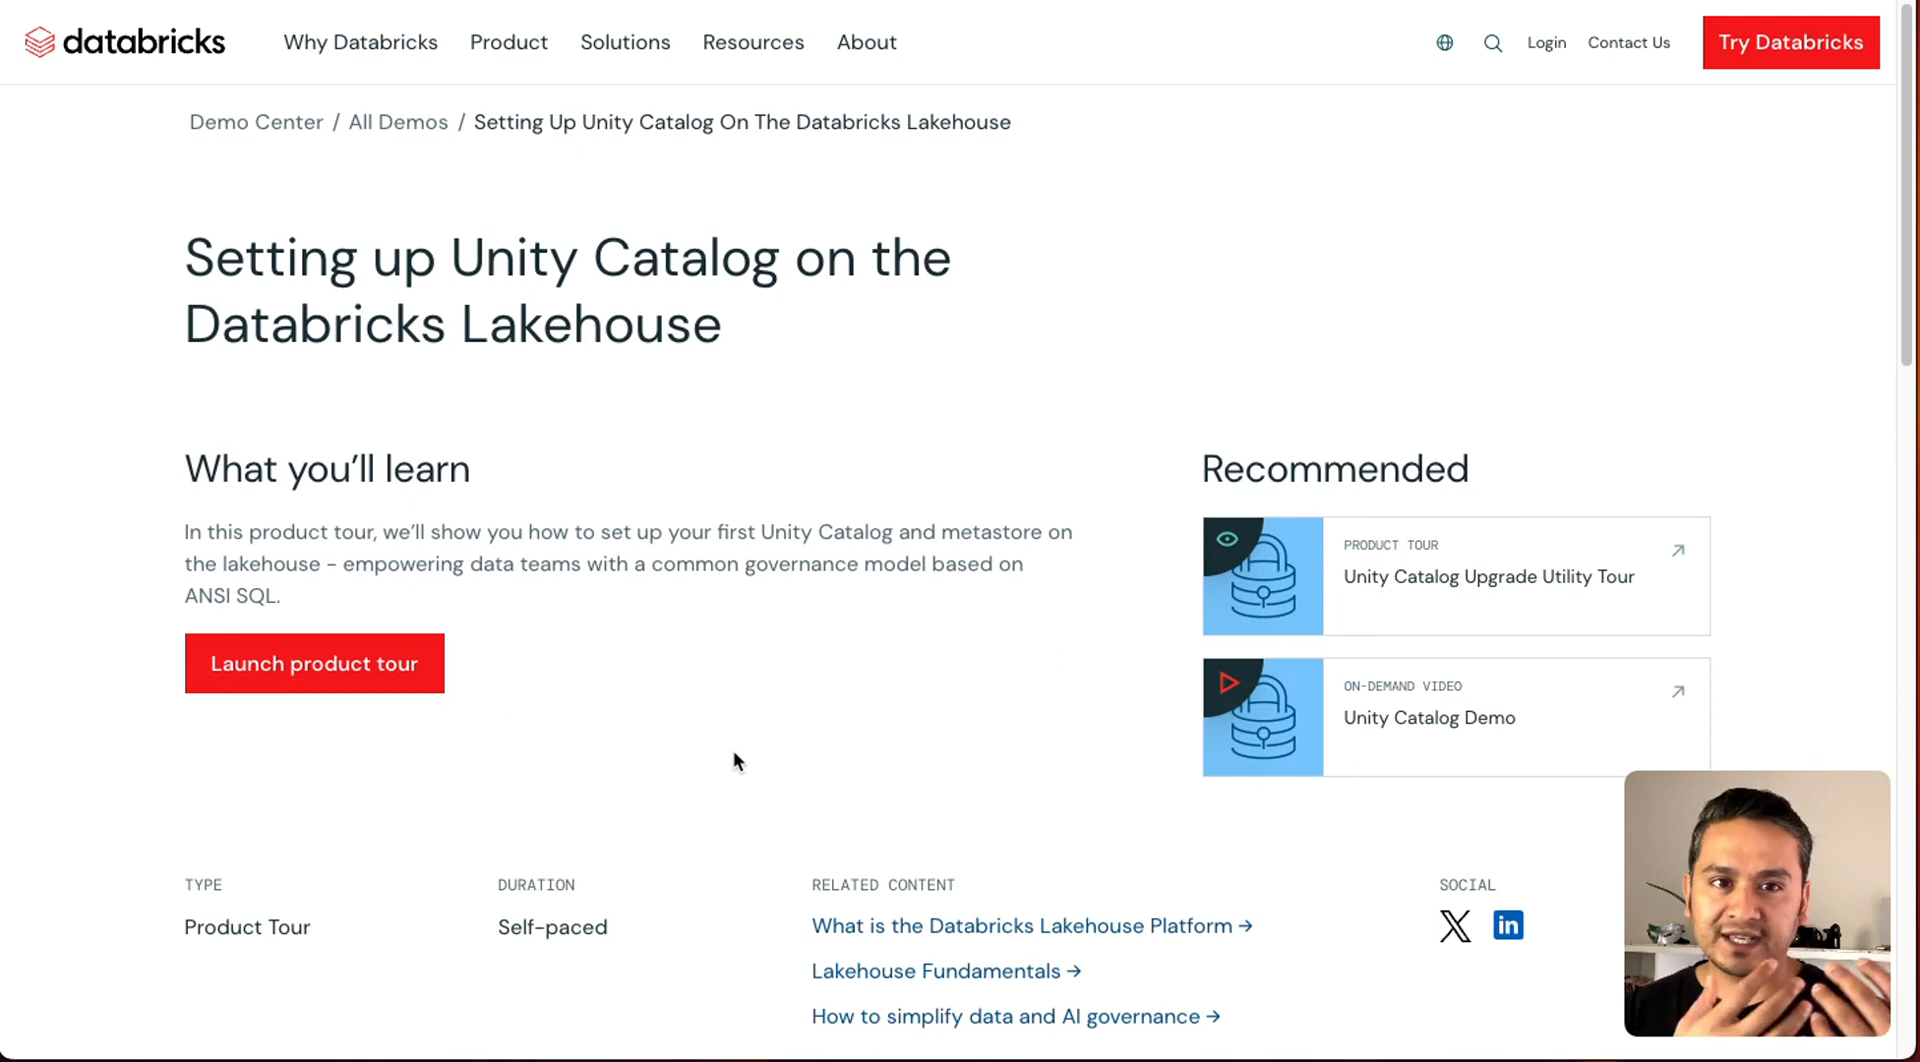 databricks
Why Databricks
Product
Solutions
Resources
About
Login
Contact Us
Try Databricks
Demo Center / All Demos / Setting Up Unity Catalog On The Databricks Lakehouse
Setting up Unity Catalog on the
Databricks Lakehouse
What you’ll learn
In this product tour, we’ll show you how to set up your first Unity Catalog and metastore on
the lakehouse - empowering data teams with a common governance model based on
ANSI SQL.
Launch product tour
Recommended
PRODUCT TOUR
Unity Catalog Upgrade Utility Tour
ON-DEMAND VIDEO
Unity Catalog Demo
TYPE
Product Tour
DURATION
Self-paced
RELATED CONTENT
What is the Databricks Lakehouse Platform →
Lakehouse Fundamentals →
How to simplify data and AI governance →
SOCIAL
X
in